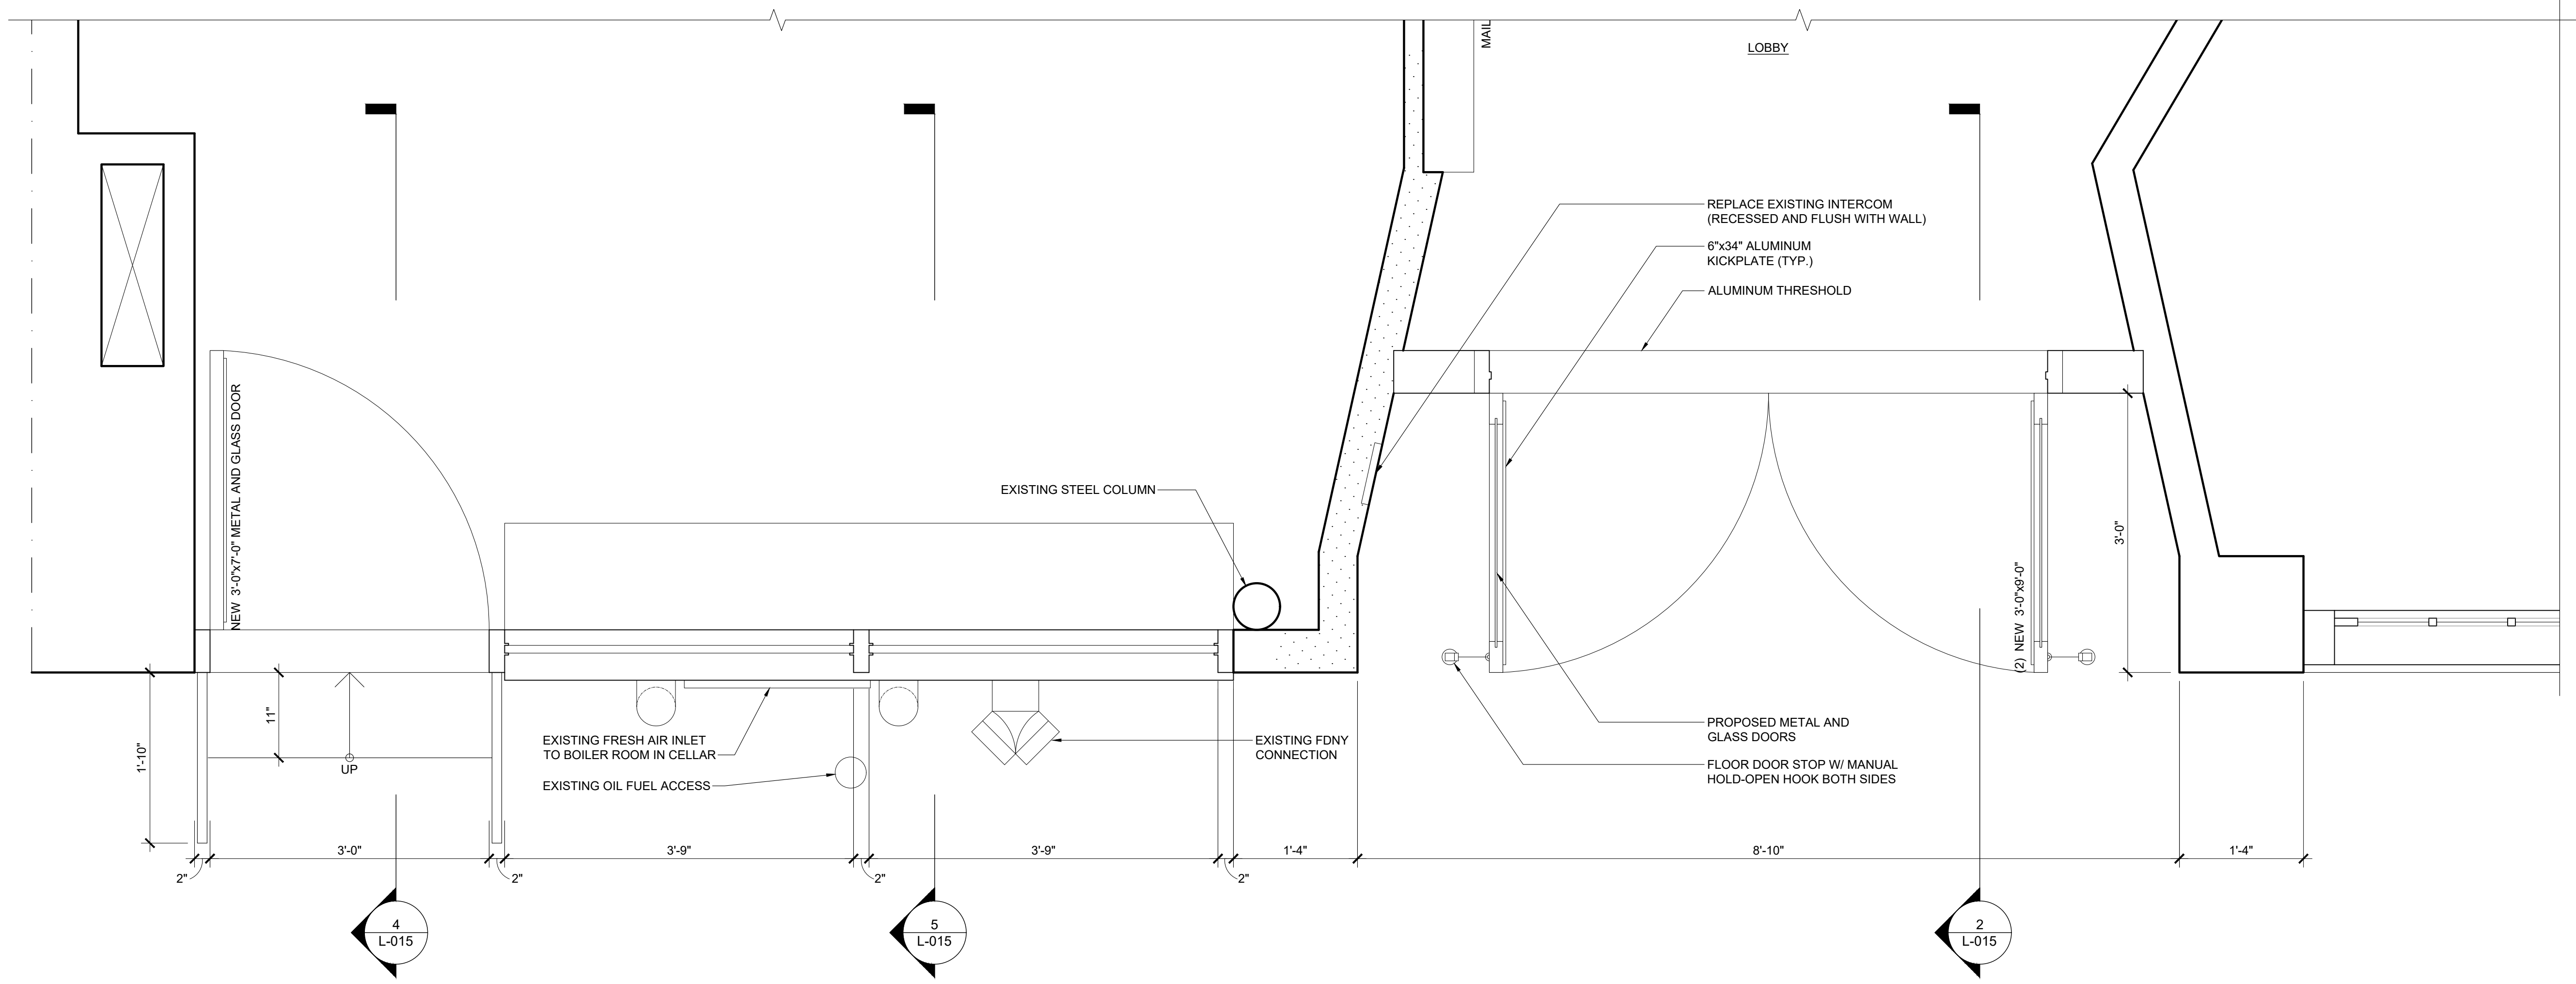 MAIL
LOBBY
REPLACE EXISTING INTERCOM
(RECESSED AND FLUSH WITH WALL)
6"x34" ALUMINUM
KICKPLATE (TYP.)
ALUMINUM THRESHOLD
NEW 3'-0"x7'-0" METAL AND GLASS DOOR
EXISTING STEEL COLUMN
3'-0"
(2) NEW 3'-0"x9'-0"
11"
1'-10"
UP
EXISTING FRESH AIR INLET
TO BOILER ROOM IN CELLAR
EXISTING OIL FUEL ACCESS
EXISTING FDNY
CONNECTION
PROPOSED METAL AND
GLASS DOORS
FLOOR DOOR STOP W/ MANUAL
HOLD-OPEN HOOK BOTH SIDES
3'-0"
3'-9"
3'-9"
1'-4"
8'-10"
1'-4"
2"
2"
2"
2"
4
L-015
5
L-015
2
L-015